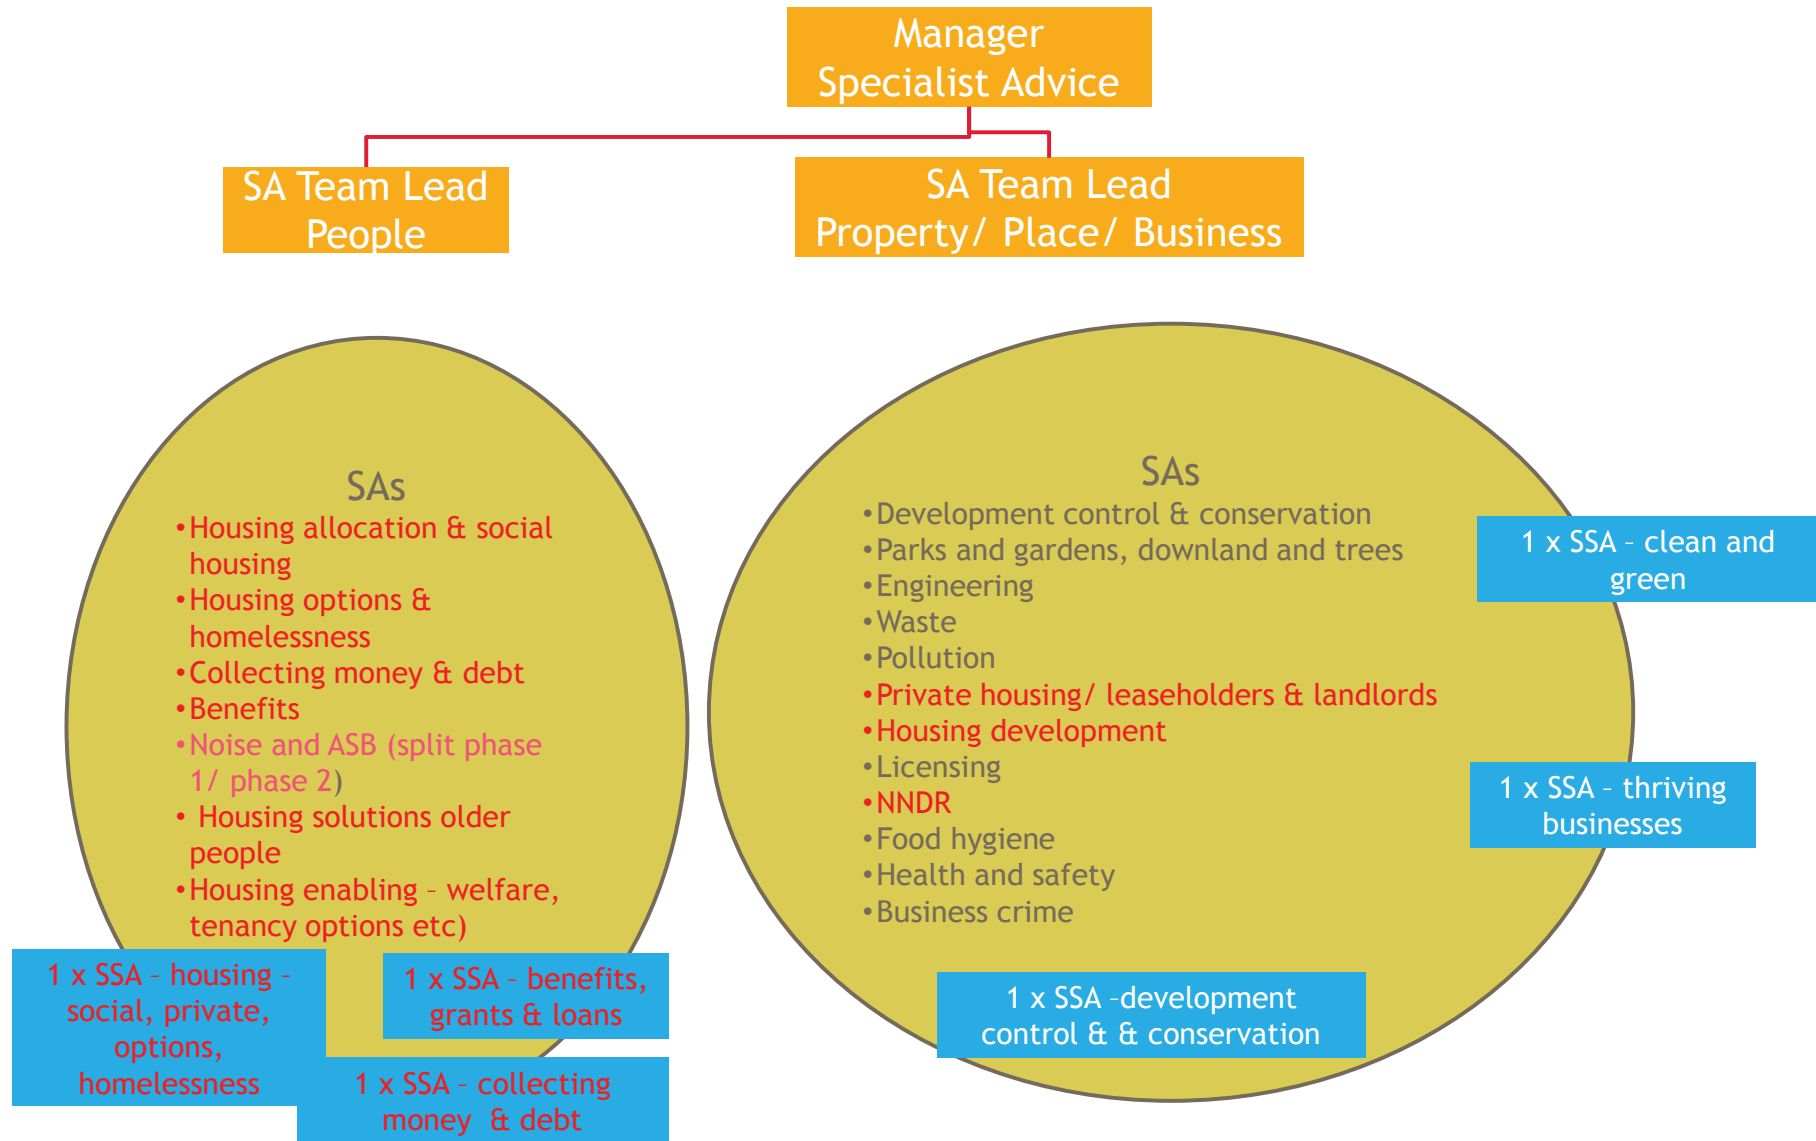 Manager
Specialist Advice
SA Team Lead
People
SA Team Lead
Property/ Place/ Business
SAs
•Housing allocation & social
housing
•Housing options &
homelessness
•Collecting money & debt
•Benefits
•Noise and ASB (split phase
1/ phase 2)
• Housing solutions older
people
•Housing enabling – welfare,
tenancy options etc)
1 x SSA – housing –
social, private,
options,
homelessness
1 x SSA – benefits,
grants & loans
1 x SSA – collecting
money & debt
SAs
•Development control & conservation
•Parks and gardens, downland and trees
•Engineering
•Waste
•Pollution
•Private housing/ leaseholders & landlords
•Housing development
•Licensing
•NNDR
•Food hygiene
•Health and safety
•Business crime
1 x SSA – clean and
green
1 x SSA – thriving
businesses
1 x SSA –development
control & & conservation